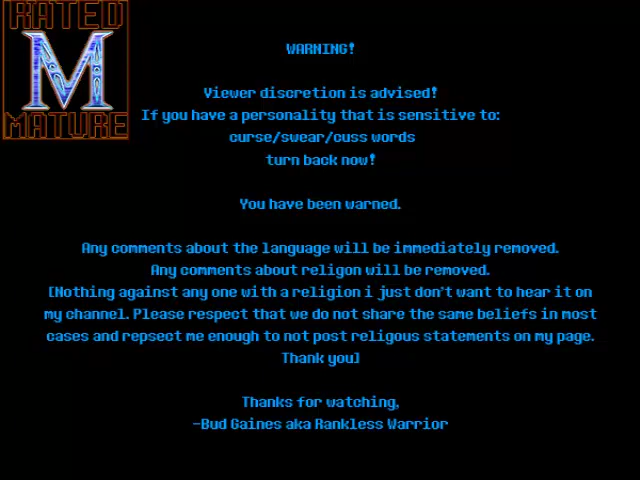 RATED
M
MATURE
WARNING!
Viewer discretion is advised!
If you have a personality that is sensitive to:
curse/swear/cuss words
turn back now!
You have been warned.
Any comments about the language will be immediately removed.
Any comments about religon will be removed.
[Nothing against any one with a religion i just don't want to hear it on
my channel. Please respect that we do not share the same beliefs in most
cases and repsect me enough to not post religous statements on my page.
Thank you]
Thanks for watching,
-Bud Gaines aka Rankless Warrior